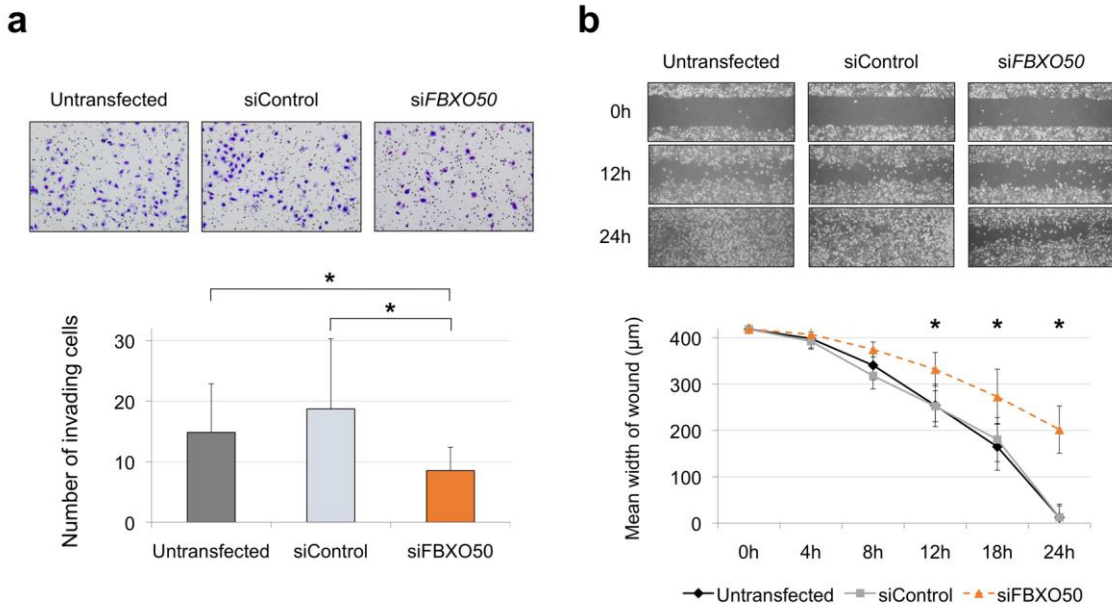 a
Untransfected siControl siFBXO50
*
*
Number of invading cells
30
20
10
0
Untransfected siControl siFBXO50
b
Untransfected siControl siFBXO50
0h
12h
24h
* * *
Mean width of wound (μm)
400
300
200
100
0
0h 4h 8h 12h 18h 24h
Untransfected siControl siFBXO50